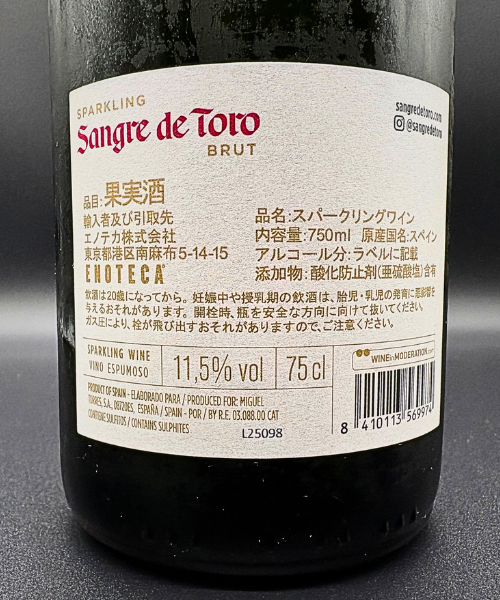 SPARKLING
Sangre de Toro
BRUT
sangredetoro.com
@sangredetoro
品目:果実酒
輸入者及び引取先
エノテカ株式会社
東京都港区南麻布5-14-15
ENOTECA
品名:スパークリングワイン
内容量:750ml 原産国名:スペイン
アルコール分:ラベルに記載
添加物:酸化防止剤(亜硫酸塩)含有
飲酒は20歳になってから。妊娠中や授乳期の飲酒は、胎児・乳児の発育に悪影響を
与えるおそれがあります。開栓時、瓶を安全な方向に向けて抜いてください。
ガス圧により、栓が飛び出すおそれがありますので、ご注意ください。
SPARKLING WINE
VINO ESPUMOSO
11,5% vol
75 cl
WINEinMODERATION.com
PRODUCT OF SPAIN - ELABORADO PARA / PRODUCED FOR: MIGUEL
TORRES, S.A., 08720ES, ESPAÑA / SPAIN - POR / BY R.E. 03.088.00 CAT
CONTIENE SULFITOS / CONTAINS SULPHITES
L25098
8 410113 569974